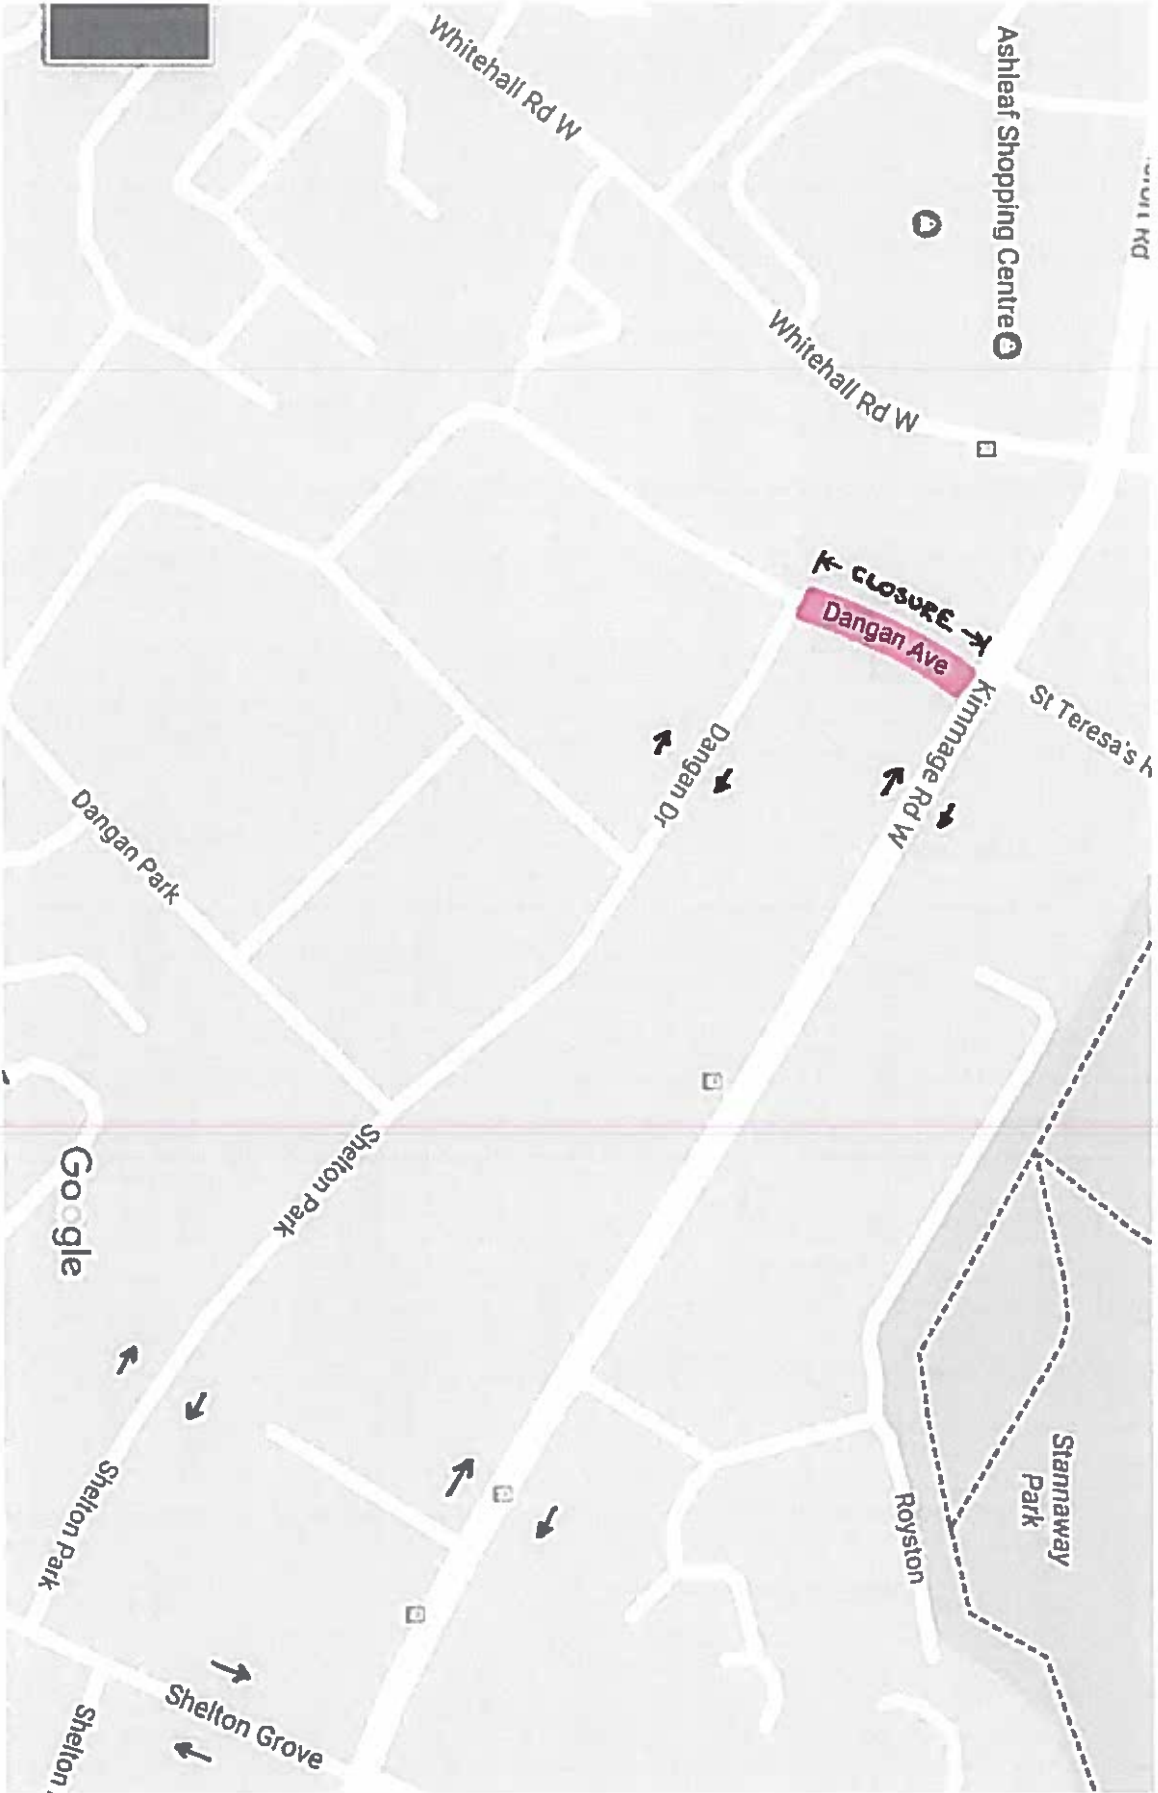 Whitehall Rd W
Ashleaf Shopping Centre
Rd
Whitehall Rd W
CLOSURE
Dangan Ave
Kimmage Rd W
St Teresa's
Dangan Dr
Dangan Park
Shelton Park
Google
Stannaway
Park
Royston
Shelton Park
Shelton Grove
Shelton